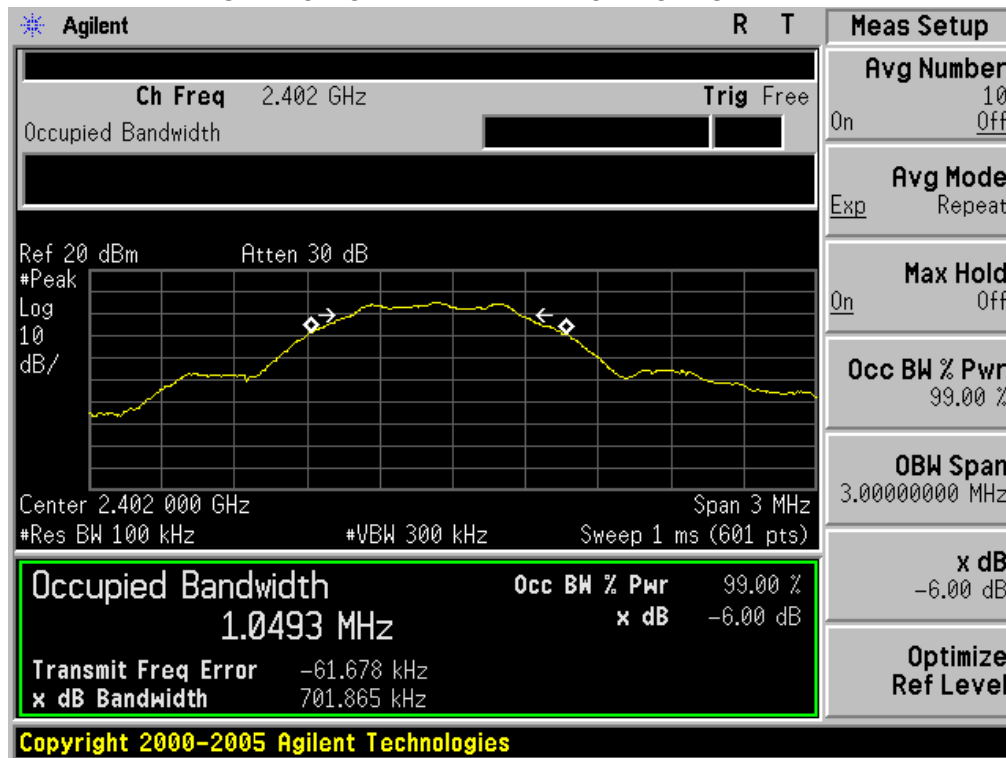 Agilent R T
Ch Freq 2.402 GHz Trig Free
Occupied Bandwidth
Ref 20 dBm Atten 30 dB
#Peak
Log
10
dB/
Center 2.402 000 GHz Span 3 MHz
#Res BW 100 kHz #VBW 300 kHz Sweep 1 ms (601 pts)
Occupied Bandwidth Occ BW % Pwr 99.00 %
1.0493 MHz x dB -6.00 dB
Transmit Freq Error -61.678 kHz
x dB Bandwidth 701.865 kHz
Copyright 2000-2005 Agilent Technologies
Meas Setup
Avg Number
10
On Off
Avg Mode
Exp Repeat
Max Hold
On Off
Occ BW % Pwr
99.00 %
OBW Span
3.00000000 MHz
x dB
-6.00 dB
Optimize
Ref Level